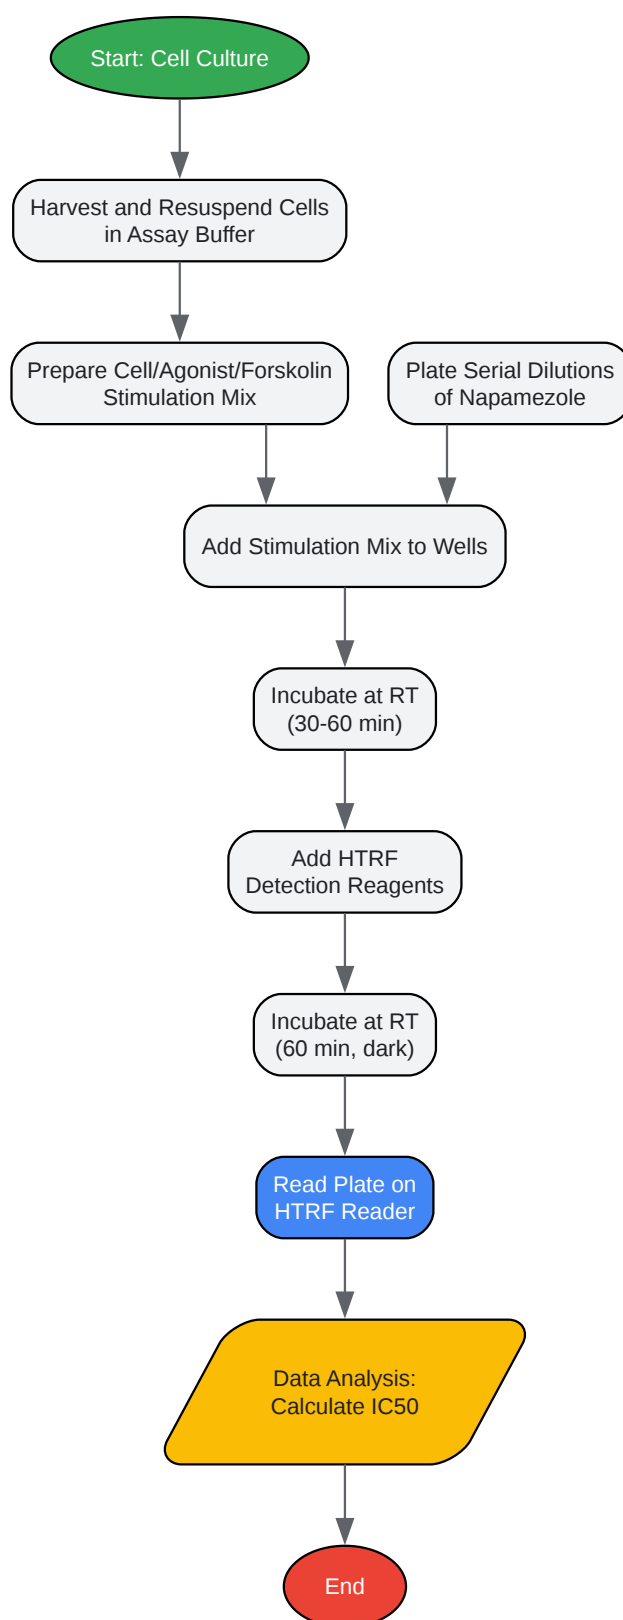 Start: Cell Culture
Harvest and Resuspend Cells
in Assay Buffer
Prepare Cell/Agonist/Forskolin
Stimulation Mix
Plate Serial Dilutions
of Napamezole
Add Stimulation Mix to Wells
Incubate at RT
(30-60 min)
Add HTRF
Detection Reagents
Incubate at RT
(60 min, dark)
Read Plate on
HTRF Reader
Data Analysis:
Calculate IC50
End